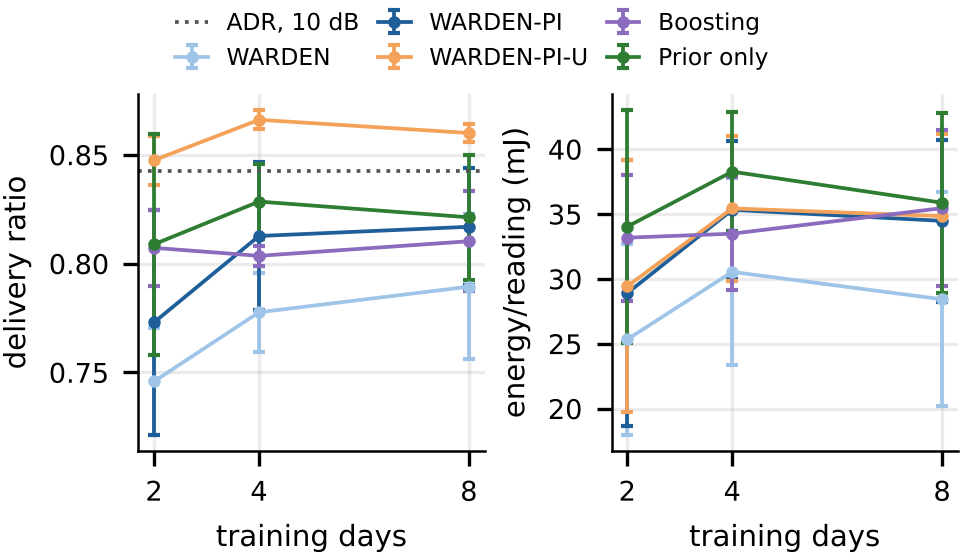 ADR, 10 dB
WARDEN-PI
Boosting
WARDEN
WARDEN-PI-U
Prior only
delivery ratio
0.85
0.80
0.75
2
4
8
training days
energy/reading (mJ)
40
35
30
25
20
2
4
8
training days